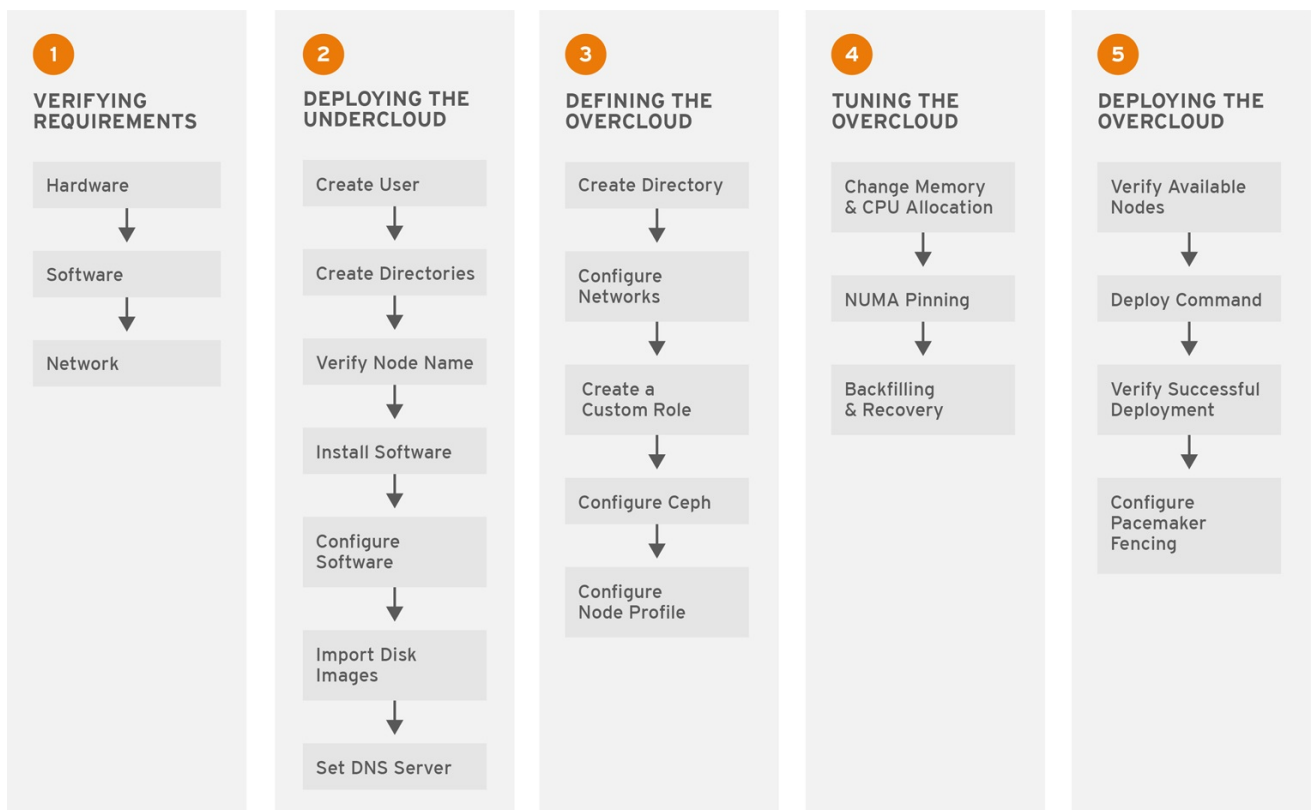 1
VERIFYING
REQUIREMENTS
Hardware
Software
Network
2
DEPLOYING THE
UNDERCLOUD
Create User
Create Directories
Verify Node Name
Install Software
Configure
Software
Import Disk
Images
Set DNS Server
3
DEFINING THE
OVERCLOUD
Create Directory
Configure
Networks
Create a
Custom Role
Configure Ceph
Configure
Node Profile
4
TUNING THE
OVERCLOUD
Change Memory
& CPU Allocation
NUMA Pinning
Backfilling
& Recovery
5
DEPLOYING THE
OVERCLOUD
Verify Available
Nodes
Deploy Command
Verify Successful
Deployment
Configure
Pacemaker
Fencing